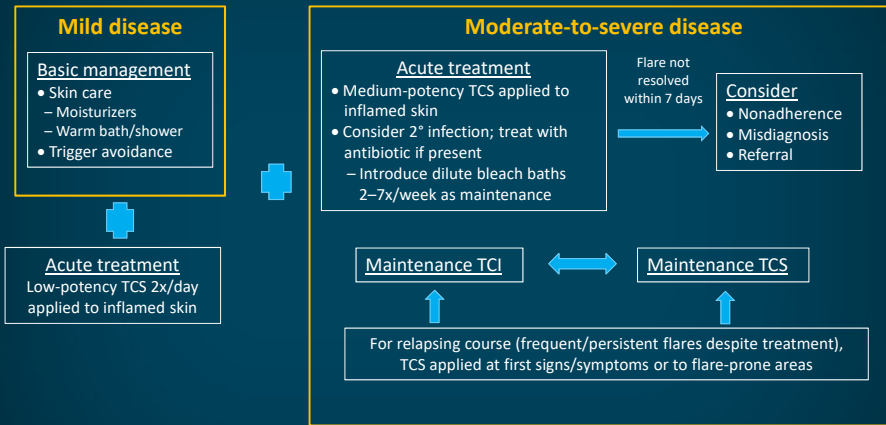 Mild disease
Basic management
• Skin care
– Moisturizers
– Warm bath/shower
• Trigger avoidance
Acute treatment
Low-potency TCS 2x/day
applied to inflamed skin
Moderate-to-severe disease
Acute treatment
• Medium-potency TCS applied to
inflamed skin
• Consider 2° infection; treat with
antibiotic if present
– Introduce dilute bleach baths
2–7x/week as maintenance
Flare not
resolved
within 7 days
Consider
• Nonadherence
• Misdiagnosis
• Referral
Maintenance TCI
Maintenance TCS
For relapsing course (frequent/persistent flares despite treatment),
TCS applied at first signs/symptoms or to flare-prone areas